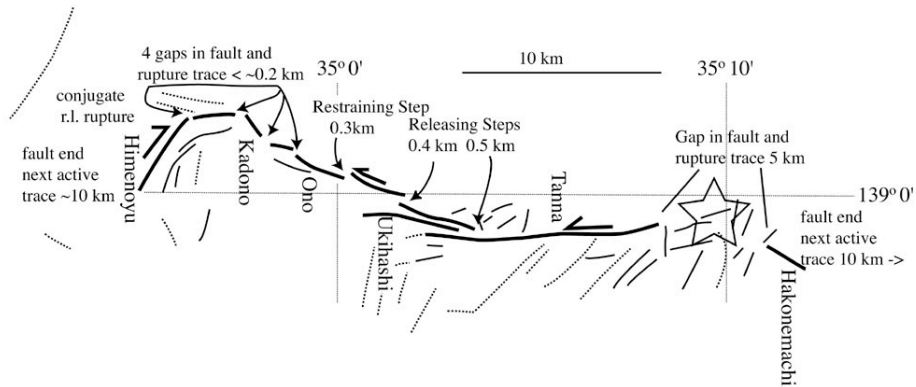 4 gaps in fault and
rupture trace < ~0.2 km
35º 0'
10 km
35º 10'
conjugate
r.l. rupture
Restraining Step
0.3km
Releasing Steps
0.4 km 0.5 km
Gap in fault and
rupture trace 5 km
fault end
next active
trace ~10 km
Himenoyu
Kadono
Ono
Ukihashi
Tanna
139º 0'
fault end
next active
trace 10 km ->
Hakonemachi